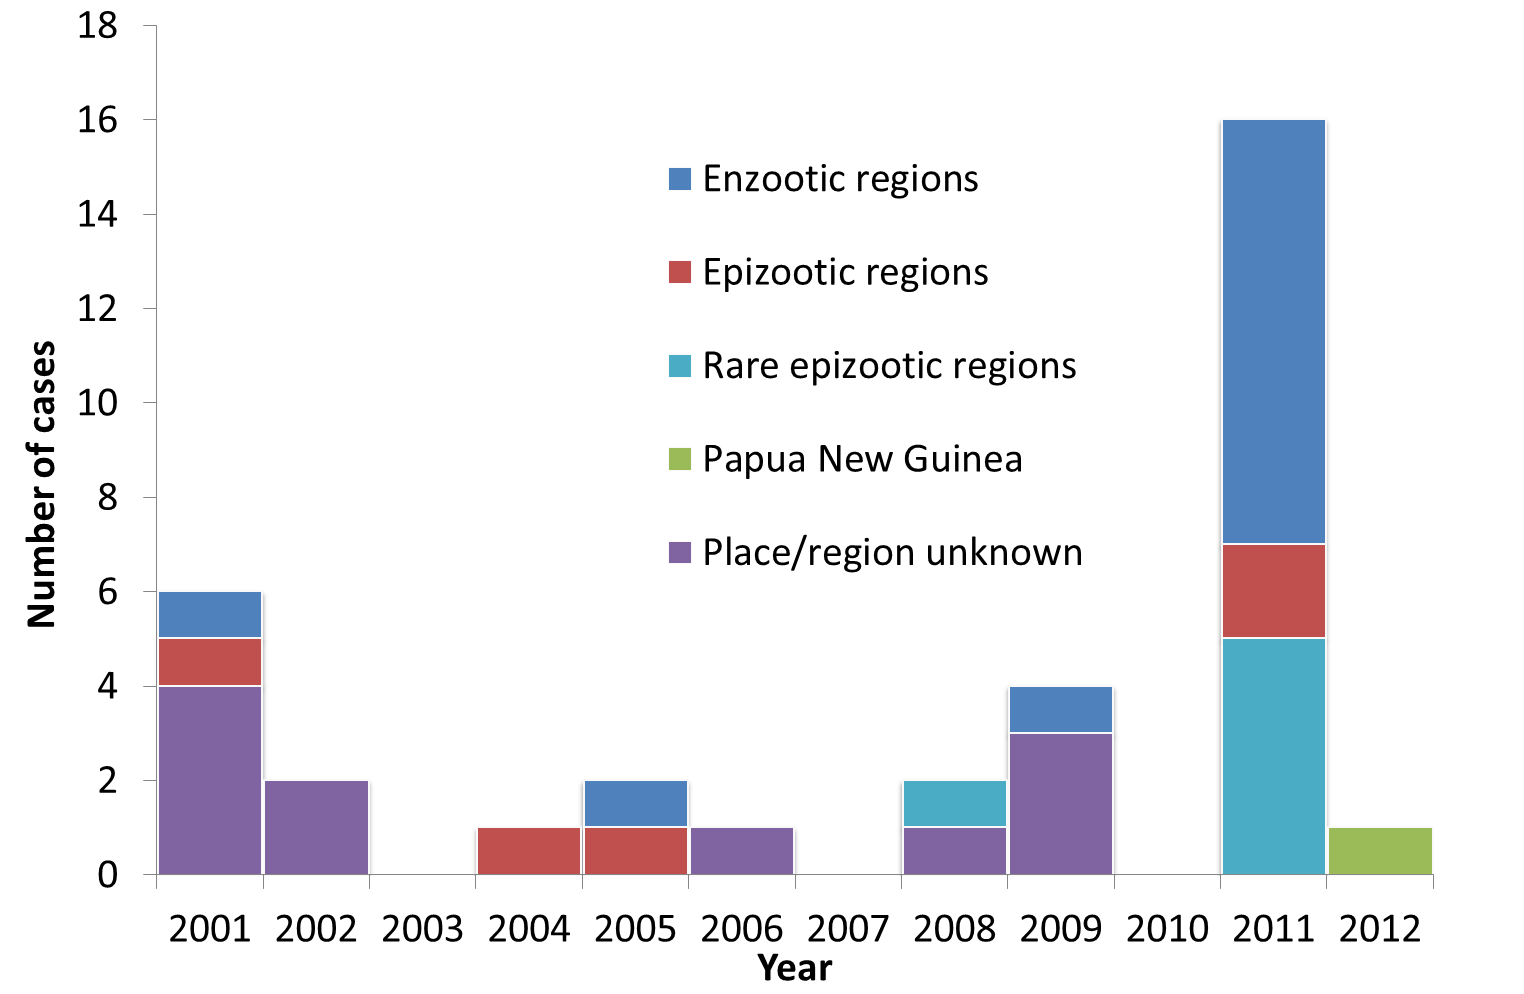 18
16
14
12
10
8
6
4
2
0
Number of cases
Enzootic regions
Epizootic regions
Rare epizootic regions
Papua New Guinea
Place/region unknown
2001 2002 2003 2004 2005 2006 2007 2008 2009 2010 2011 2012
Year